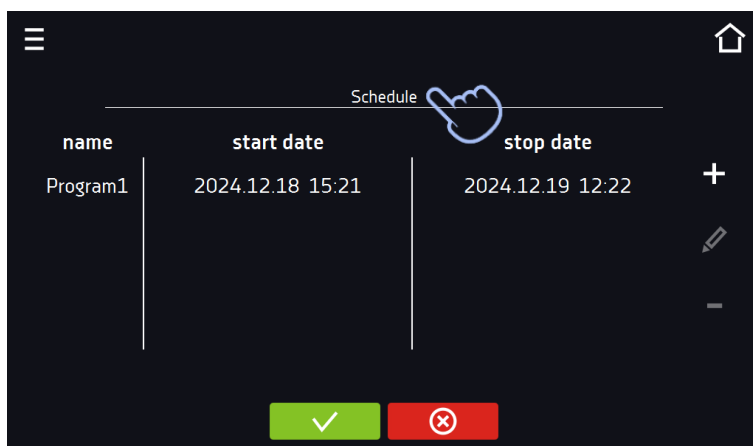 Schedule
name start date stop date
Program1 2024.12.18 15:21 2024.12.19 12:22